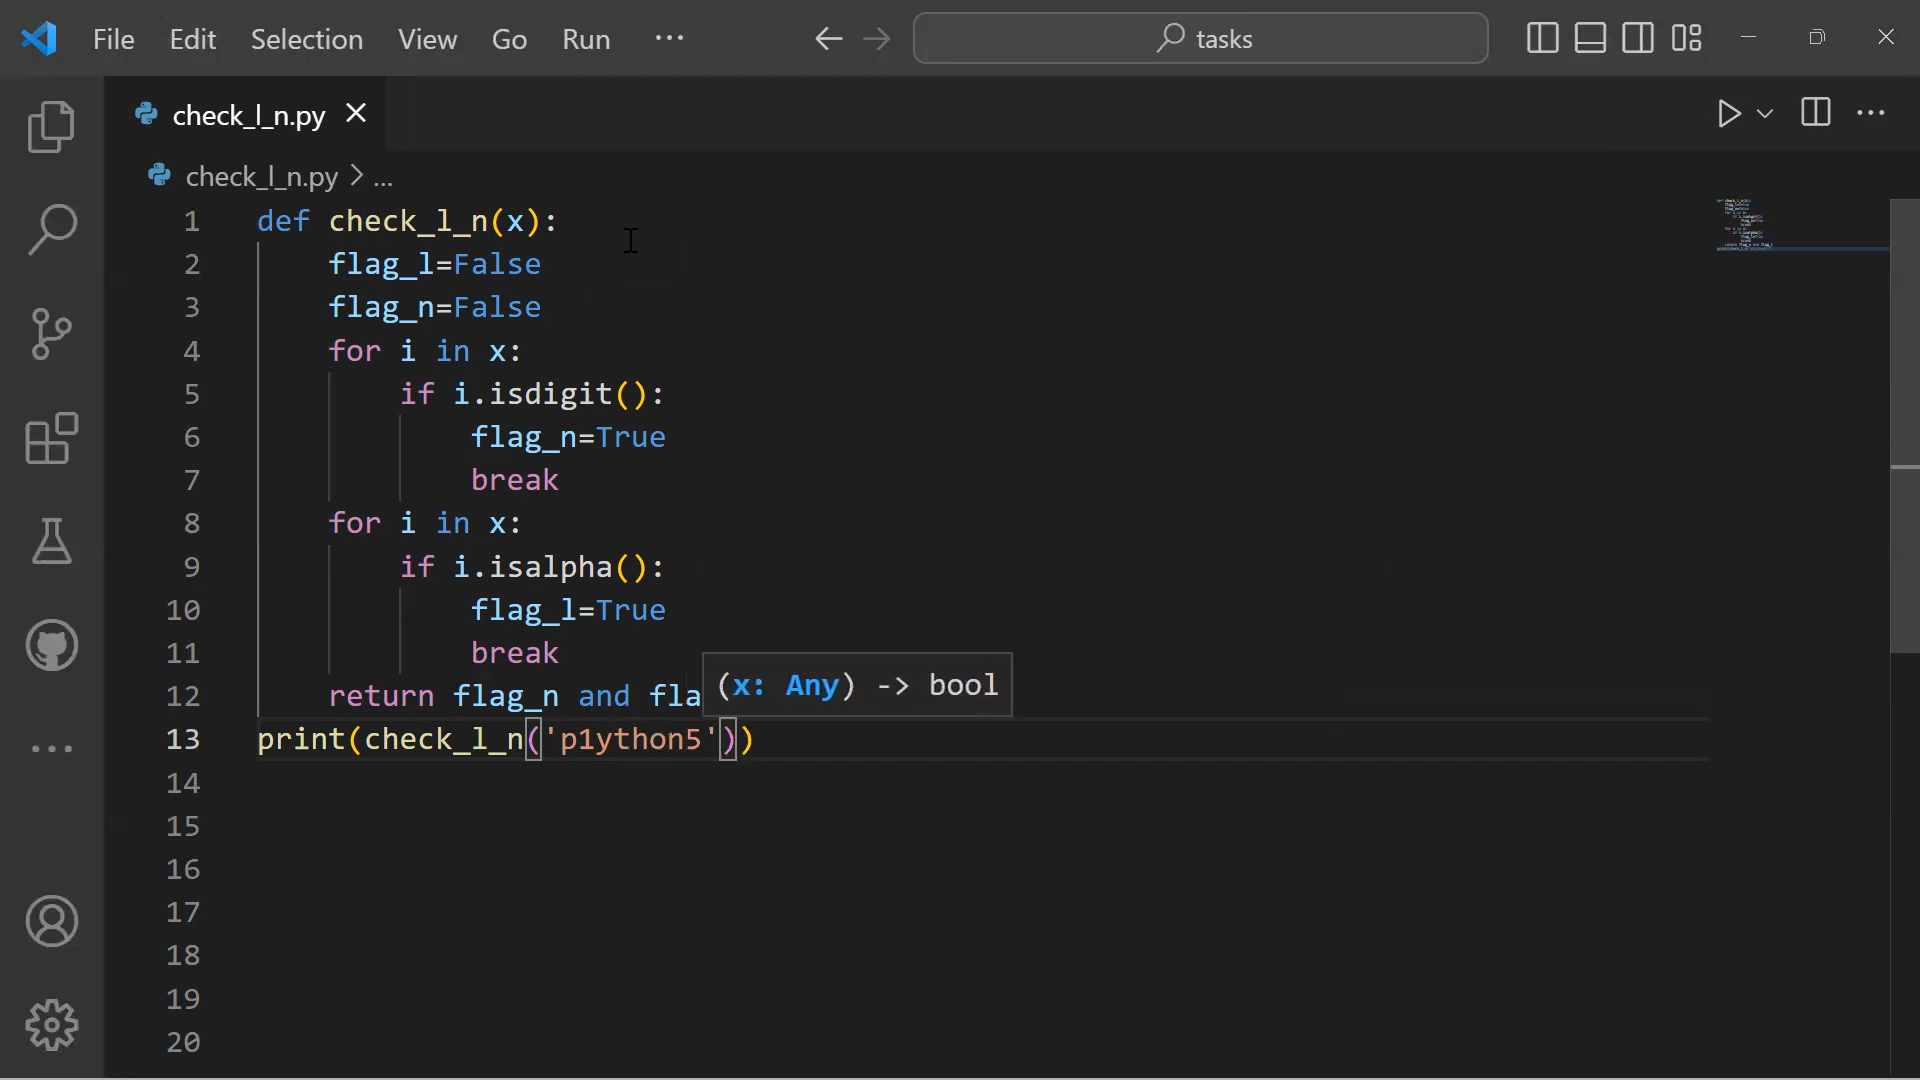 File Edit Selection View Go Run ... tasks
check_l_n.py
check_l_n.py > ...
1 def check_l_n(x):
2     flag_l=False
3     flag_n=False
4     for i in x:
5         if i.isdigit():
6             flag_n=True
7             break
8     for i in x:
9         if i.isalpha():
10             flag_l=True
11             break
(x: Any) -> bool
12     return flag_n and fla
13 print(check_l_n('p1ython5'))
14
15
16
17
18
19
20